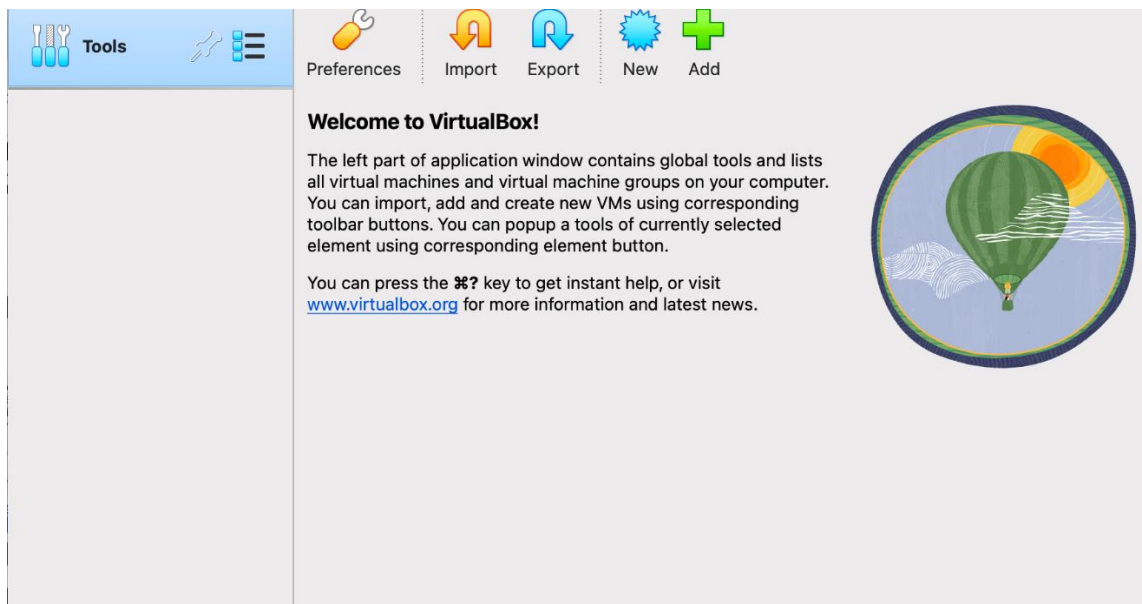 Tools
Preferences Import Export New Add
Welcome to VirtualBox!
The left part of application window contains global tools and lists
all virtual machines and virtual machine groups on your computer.
You can import, add and create new VMs using corresponding
toolbar buttons. You can popup a tools of currently selected
element using corresponding element button.
You can press the ⌘? key to get instant help, or visit
www.virtualbox.org for more information and latest news.